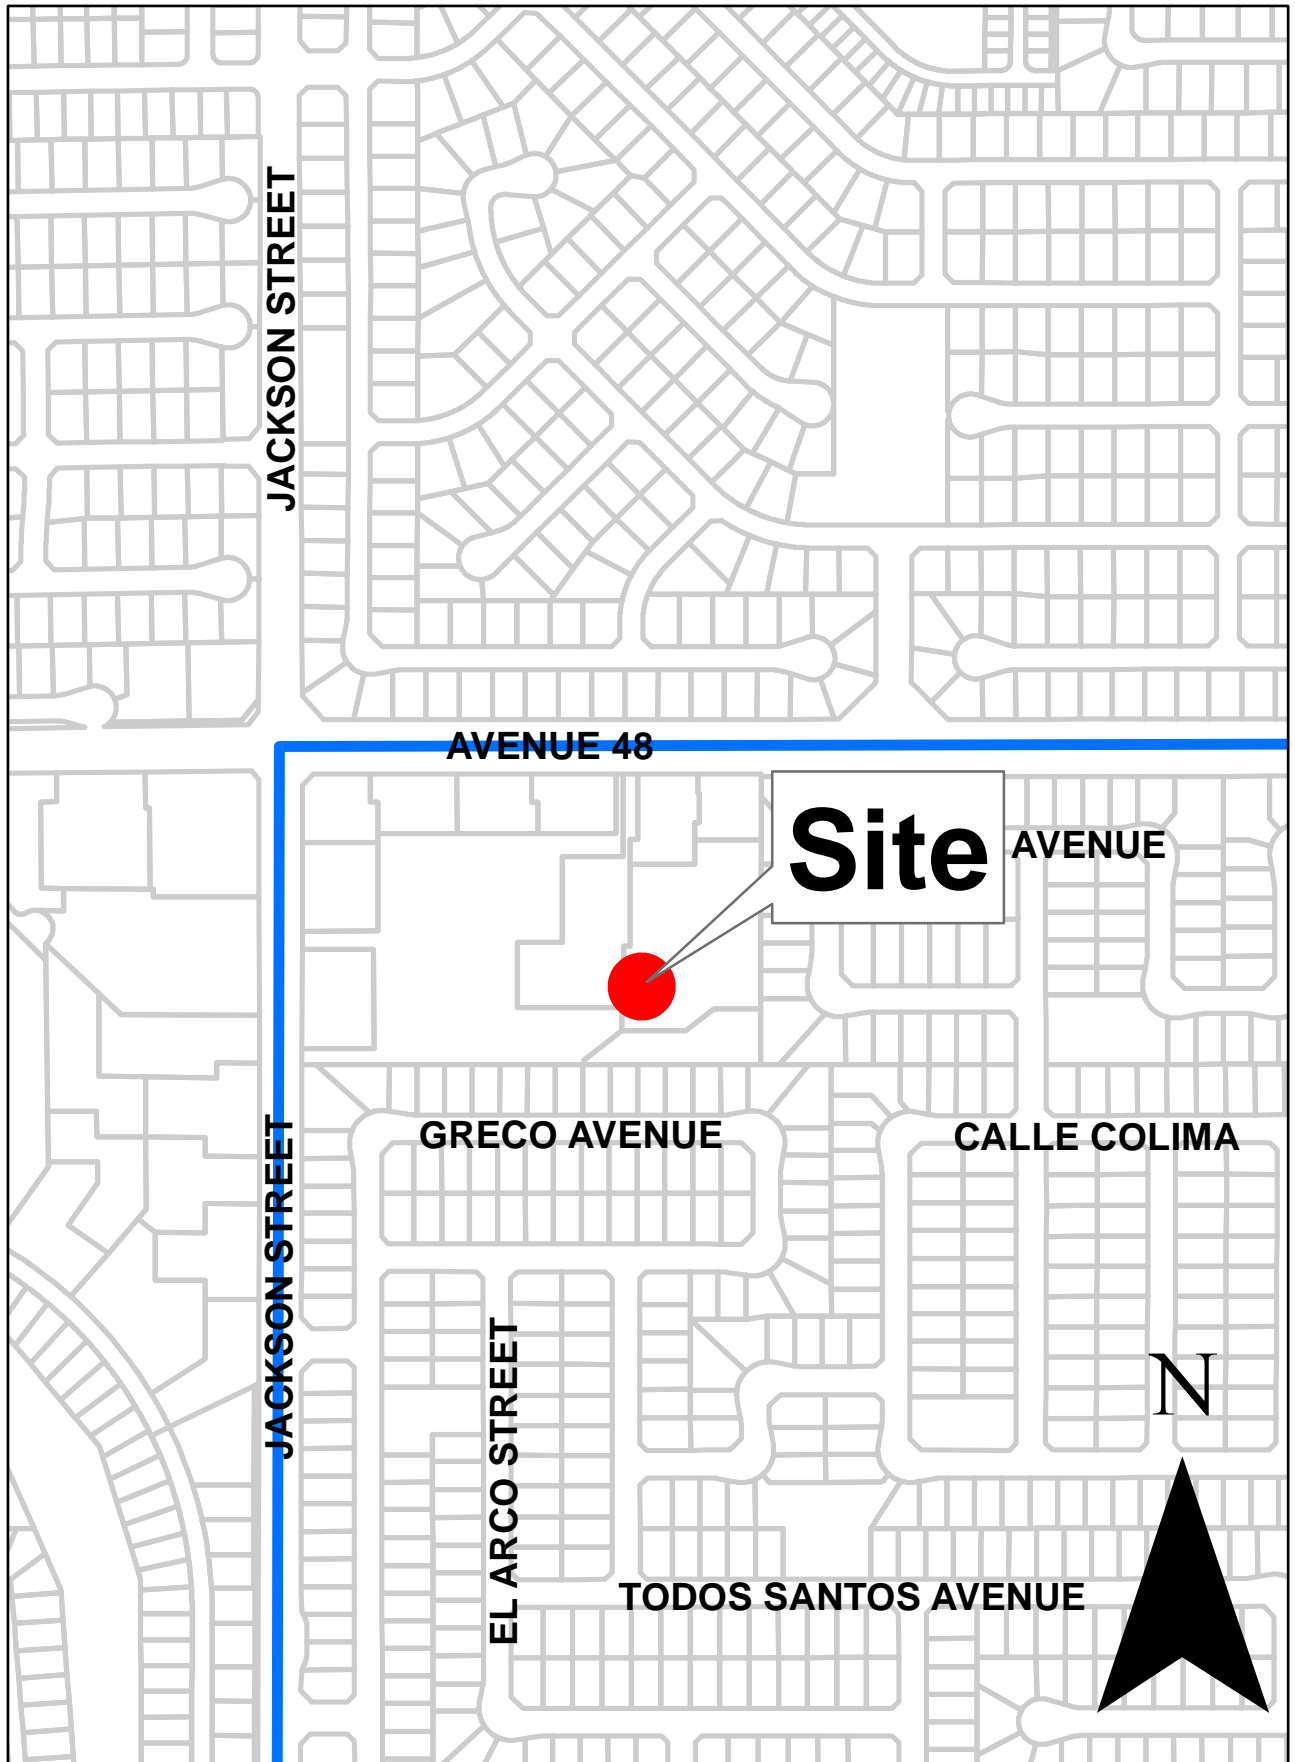 JACKSON STREET
AVENUE 48
Site
AVENUE
GRECO AVENUE
CALLE COLIMA
JACKSON STREET
EL ARCO STREET
N
TODOS SANTOS AVENUE